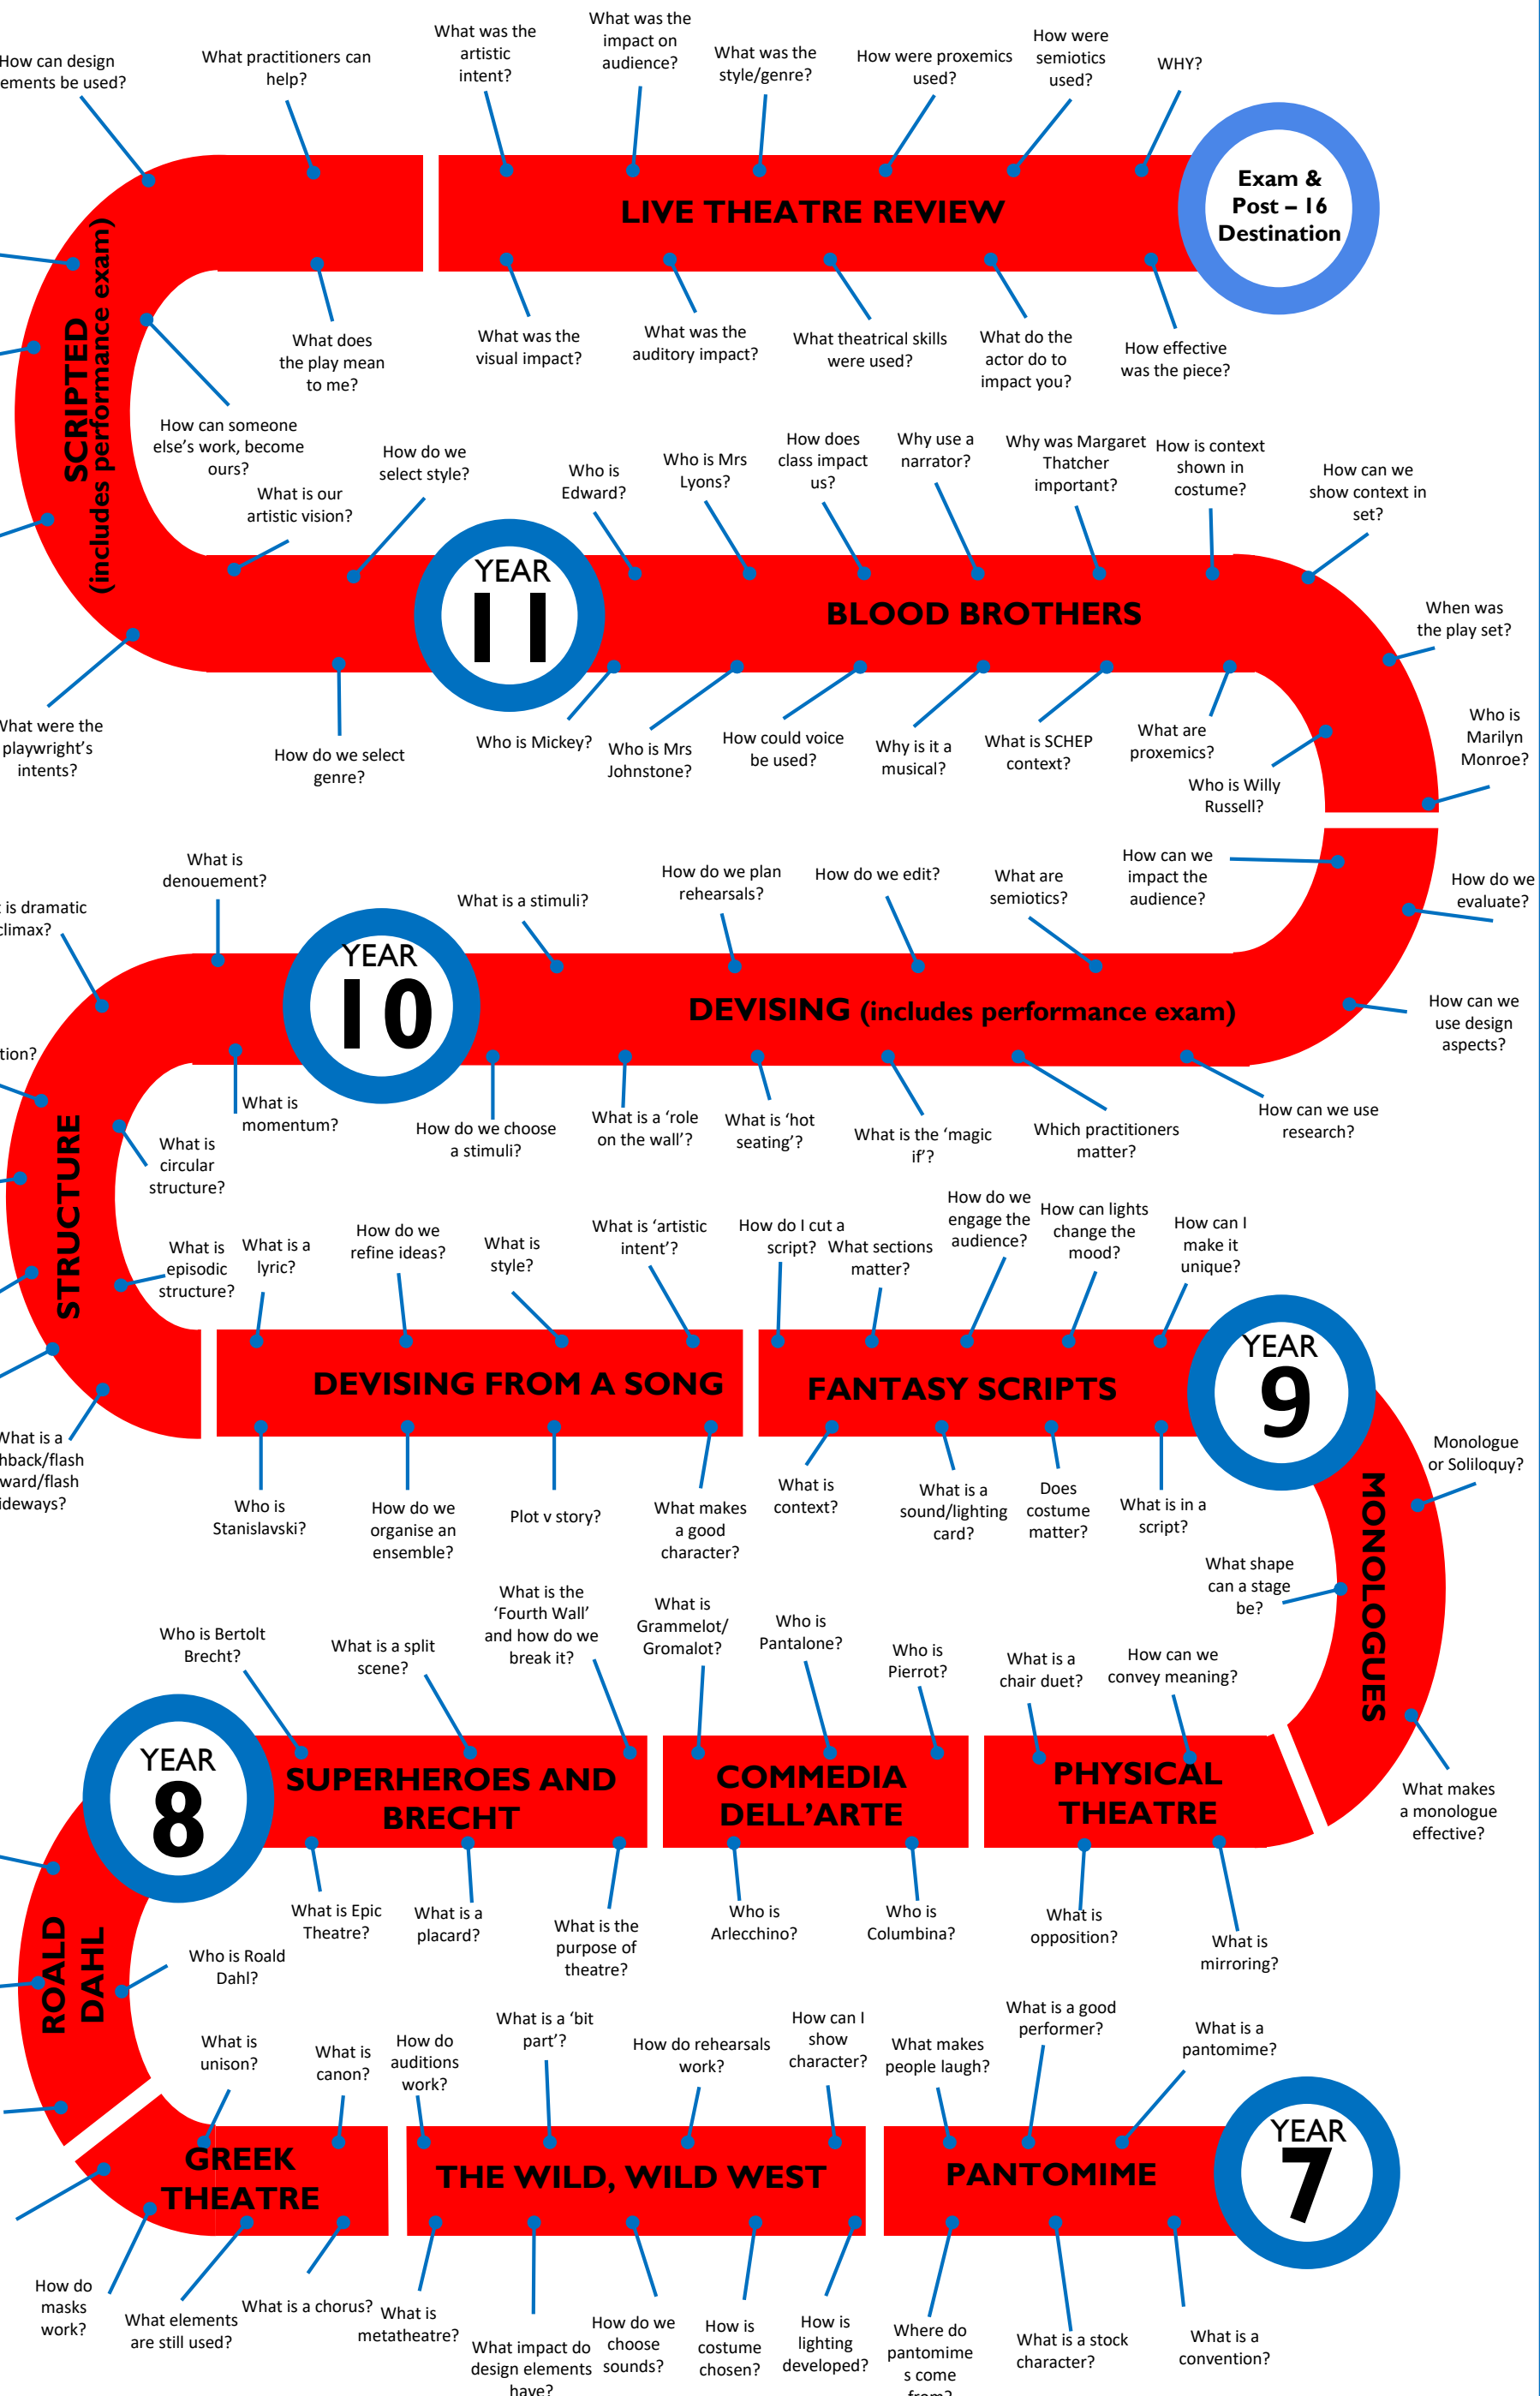 How can design
ements be used?
What practitioners can
help?
What was the
artistic
intent?
What was the
impact on
audience?
What was the
style/genre?
How were proxemics
used?
How were
semiotics
used?
WHY?
Exam &
Post – 16
Destination
LIVE THEATRE REVIEW
SCRIPTED
(includes performance exam)
What does
the play mean
to me?
What was the
visual impact?
What was the
auditory impact?
What theatrical skills
were used?
What do the
actor do to
impact you?
How effective
was the piece?
How can someone
else's work, become
ours?
What is our
artistic vision?
How do we
select style?
Who is
Edward?
Who is Mrs
Lyons?
How does
class impact
us?
Why use a
narrator?
Why was Margaret
Thatcher
important?
How is context
shown in
costume?
How can we
show context in
set?
YEAR
11
BLOOD BROTHERS
When was
the play set?
What were the
playwright's
intents?
How do we select
genre?
Who is Mickey?
Who is Mrs
Johnstone?
How could voice
be used?
Why is it a
musical?
What is SCHEP
context?
What are
proxemics?
Who is Willy
Russell?
Who is
Marilyn
Monroe?
What is
denouement?
is dramatic
climax?
What is a stimuli?
How do we plan
rehearsals?
How do we edit?
What are
semiotics?
How can we
impact the
audience?
How do we
evaluate?
YEAR
10
DEVISING (includes performance exam)
How can we
use design
aspects?
tion?
STRUCTURE
What is
momentum?
What is
circular
structure?
How do we choose
a stimuli?
What is a ‘role
on the wall’?
What is ‘hot
seating’?
What is the ‘magic
if’?
Which practitioners
matter?
How can we use
research?
What is
episodic
structure?
What is a
lyric?
How do we
refine ideas?
What is
style?
What is ‘artistic
intent’?
How do I cut a
script?
What sections
matter?
How do we
engage the
audience?
How can lights
change the
mood?
How can I
make it
unique?
DEVISING FROM A SONG
FANTASY SCRIPTS
YEAR
9
What is a
hback/flash
ward/flash
ideways?
Who is
Stanislavski?
How do we
organise an
ensemble?
Plot v story?
What makes
a good
character?
What is
context?
What is a
sound/lighting
card?
Does
costume
matter?
What is in a
script?
Monologue
or Soliloquy?
MONOLOGUES
What shape
can a stage
be?
What makes
a monologue
effective?
Who is Bertolt
Brecht?
What is a split
scene?
What is the
‘Fourth Wall’
and how do we
break it?
What is
Grammelot/
Gromalot?
Who is
Pantalone?
Who is
Pierrot?
What is a
chair duet?
How can we
convey meaning?
YEAR
8
SUPERHEROES AND
BRECHT
COMMEDIA
DELL'ARTE
PHYSICAL
THEATRE
What is Epic
Theatre?
What is a
placard?
What is the
purpose of
theatre?
Who is
Arlecchino?
Who is
Columbina?
What is
opposition?
What is
mirroring?
ROALD
DAHL
Who is Roald
Dahl?
What is
unison?
What is
canon?
How do
auditions
work?
What is a ‘bit
part’?
How do rehearsals
work?
How can I
show
character?
What makes
people laugh?
What is a good
performer?
What is a
pantomime?
GREEK
THEATRE
THE WILD, WILD WEST
PANTOMIME
YEAR
7
How do
masks
work?
What elements
are still used?
What is a chorus?
What is
metatheatre?
What impact do
design elements
have?
How do we
choose
sounds?
How is
costume
chosen?
How is
lighting
developed?
Where do
pantomime
s come
from?
What is a stock
character?
What is a
convention?